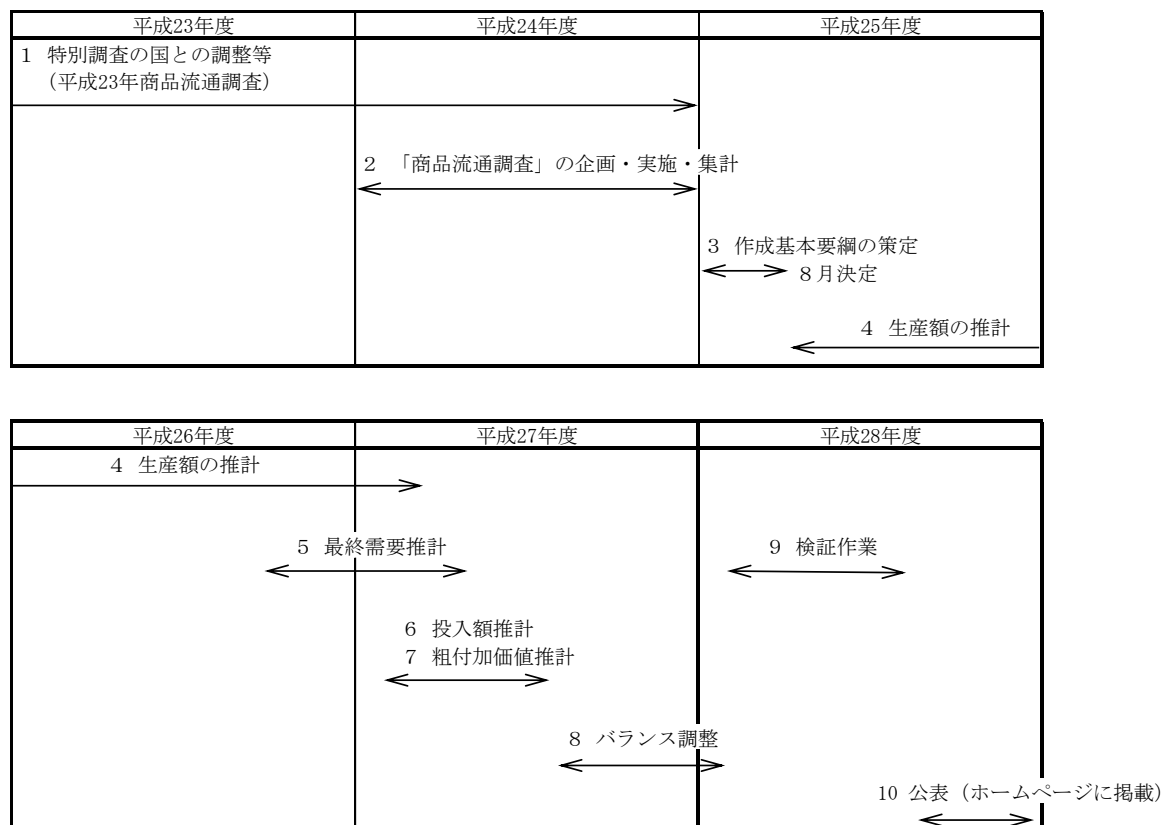 平成23年度 平成24年度 平成25年度
１ 特別調査の国との調整等
（平成23年商品流通調査）
２ 「商品流通調査」の企画・実施・集計
３ 作成基本要綱の策定
８月決定
４ 生産額の推計
平成26年度 平成27年度 平成28年度
４ 生産額の推計
５ 最終需要推計
９ 検証作業
６ 投入額推計
７ 粗付加価値推計
８ バランス調整
10 公表（ホームページに掲載）